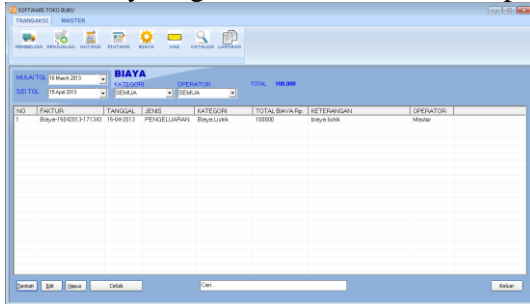 SOFTWARE TOKO BUKU
TRANSAKSI MASTER
PEMBELIAN PENJUALAN HUTANG PIUTANG BIAYA KAS KATALOG LAPORAN
BIAYA
MULAI TGL 16 March 2013 KATEGORI OPERATOR TOTAL 100,000
S/D TGL 15 April 2013 SEMUA SEMUA
NO FAKTUR TANGGAL JENIS KATEGORI TOTAL BIAYA Rp. KETERANGAN OPERATOR
1 Biaya-15042013-171343 15-04-2013 PENGELUARAN Biaya Listrik 100000 biaya listrik Master
Tambah Edit Hapus Cetak Cari... Keluar